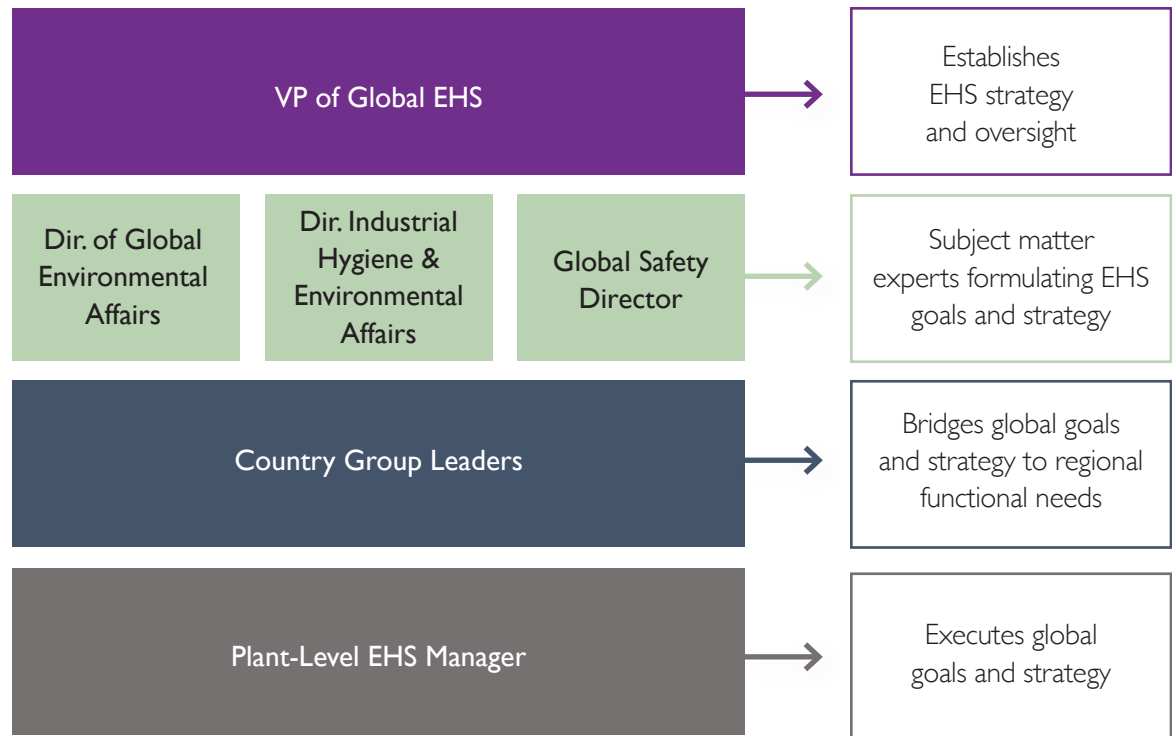 VP of Global EHS
Establishes
EHS strategy
and oversight
Dir. of Global
Environmental
Affairs
Dir. Industrial
Hygiene &
Environmental
Affairs
Global Safety
Director
Subject matter
experts formulating EHS
goals and strategy
Country Group Leaders
Bridges global goals
and strategy to regional
functional needs
Plant-Level EHS Manager
Executes global
goals and strategy